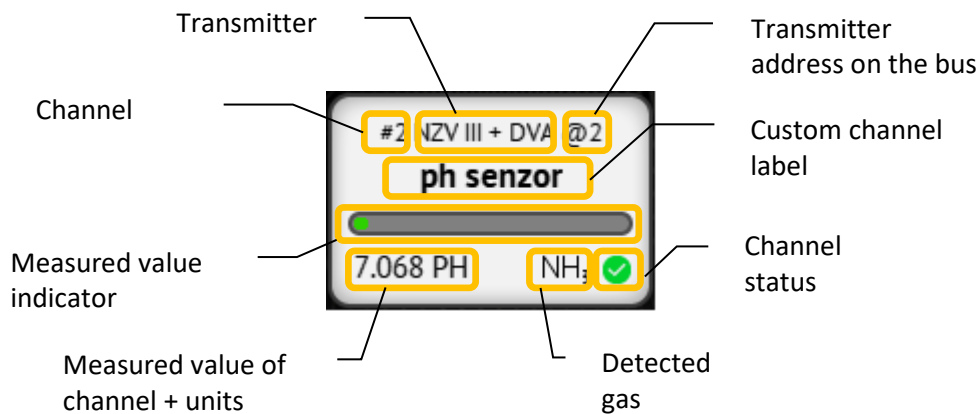 Transmitter
Transmitter
address on the bus
Channel
#2 NZV III + DVA @2
Custom channel
label
ph senzor
Measured value
indicator
7.068 PH NH₃
Channel
status
Measured value of
channel + units
Detected
gas